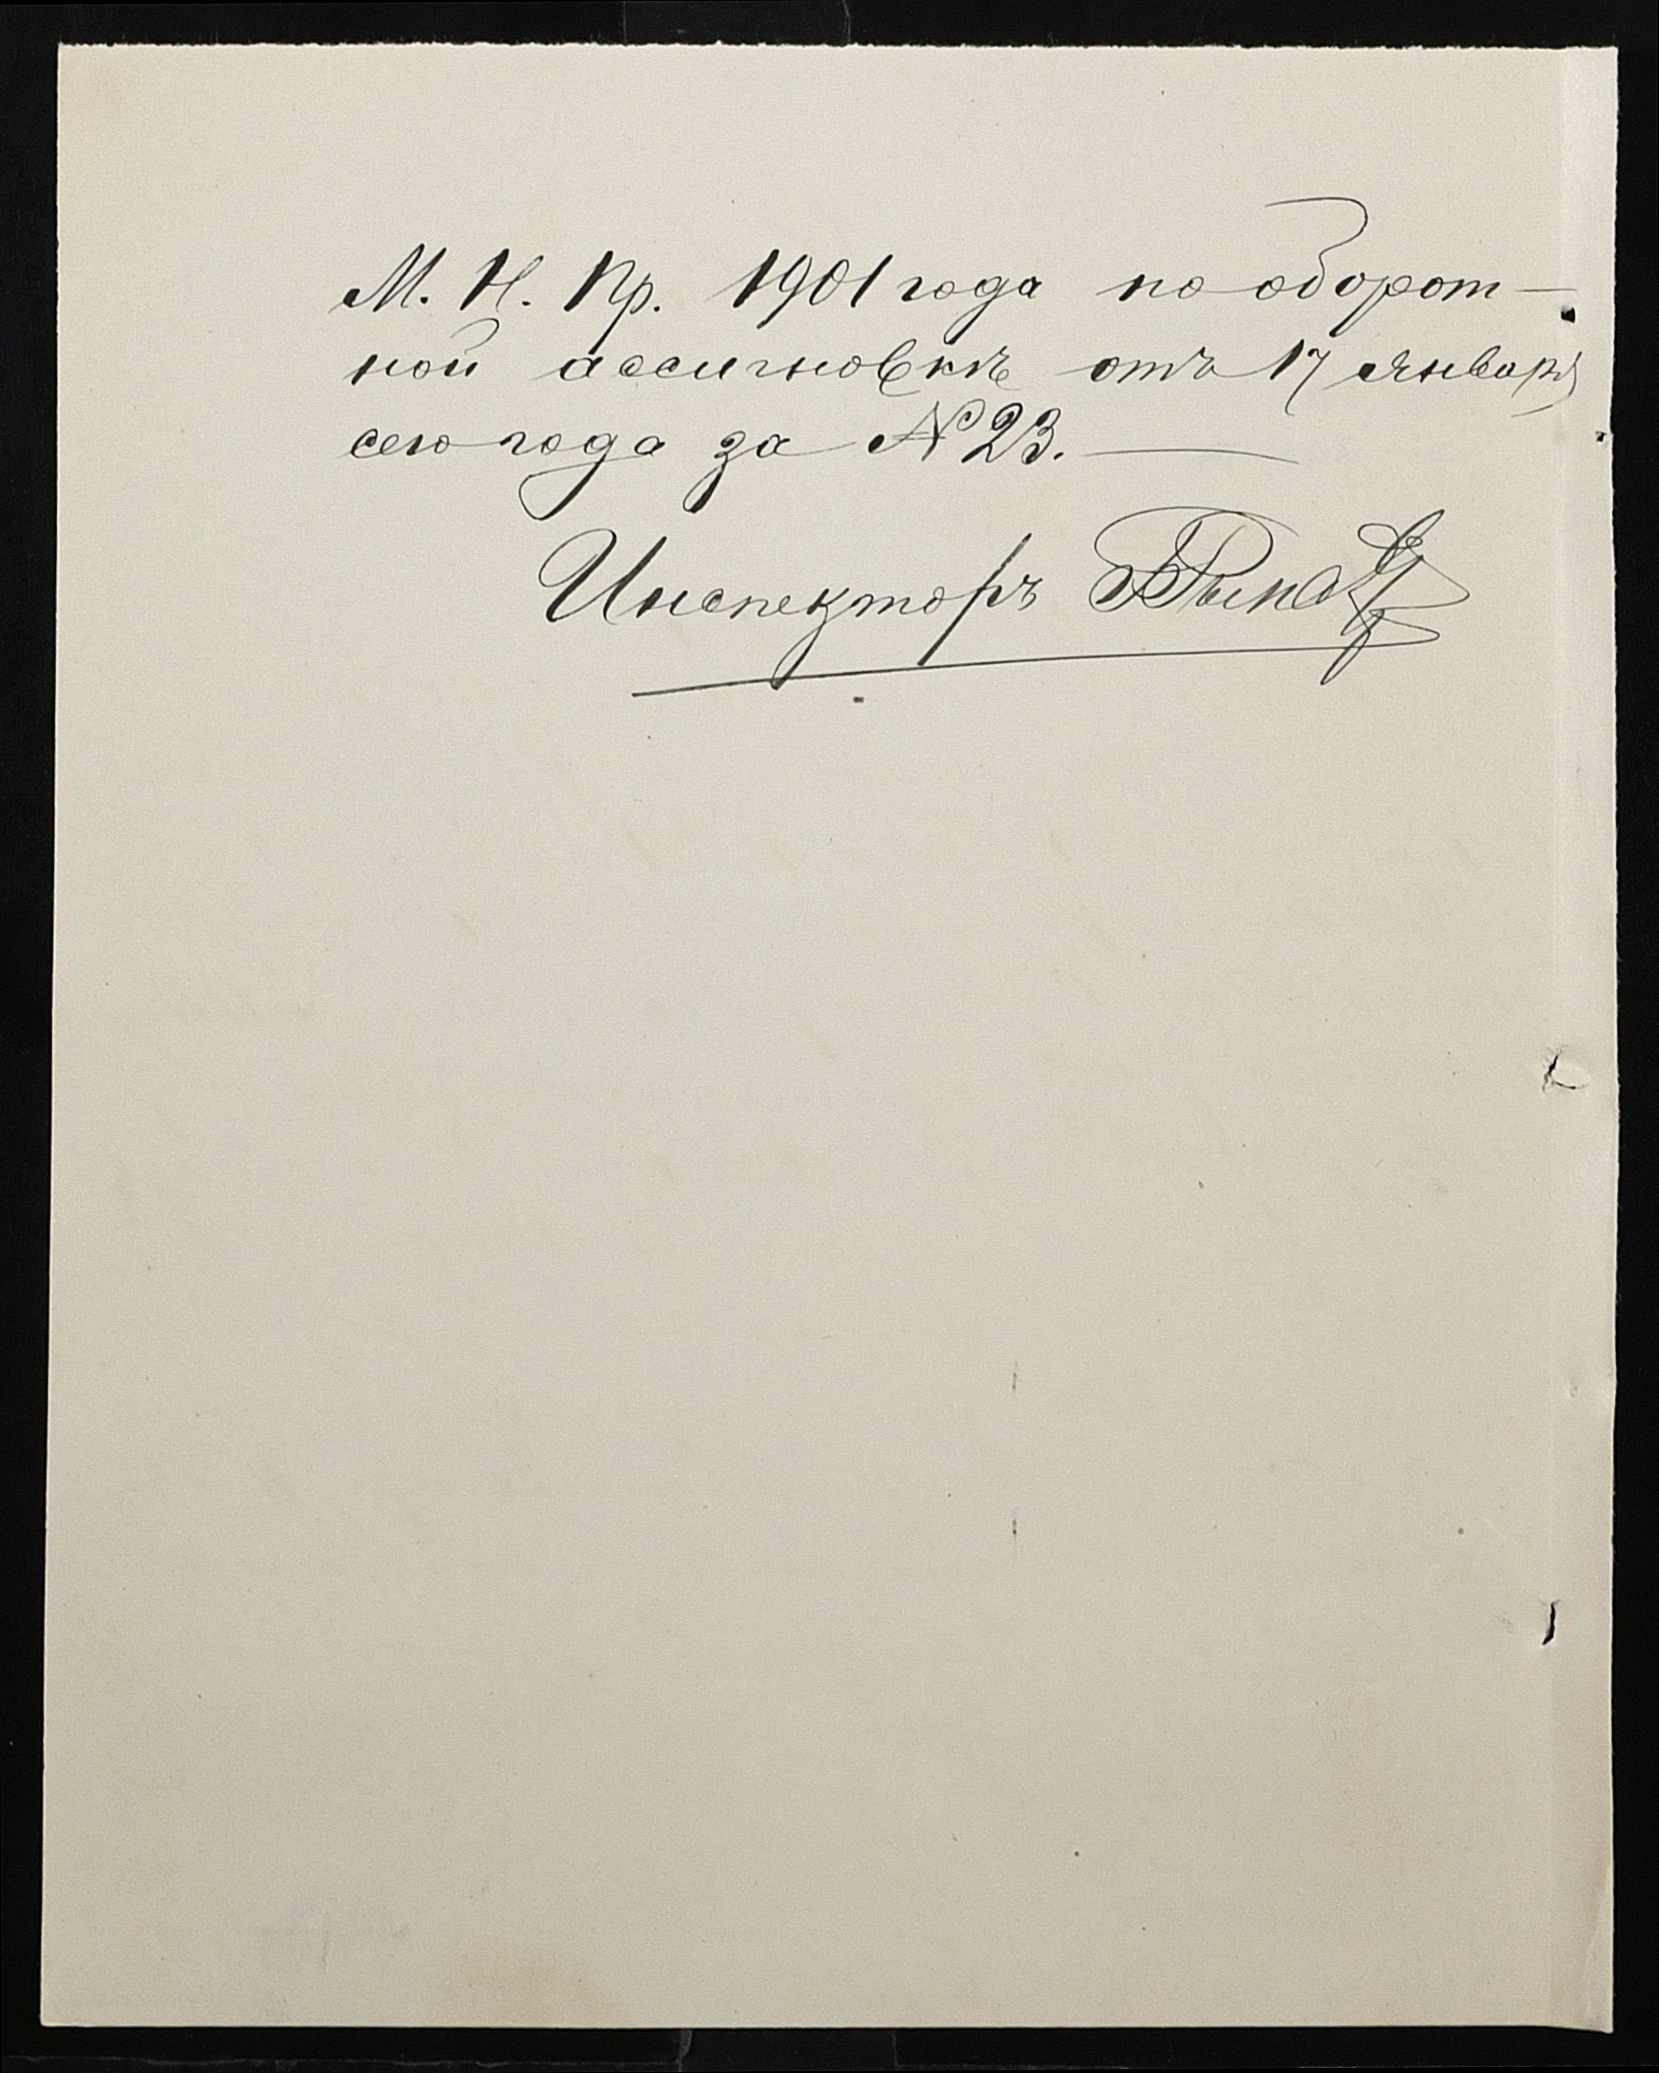 М. Н. Пр. 1901 года по оборот-
ной ассигновкѣ отъ 17 Января
сего года за № 23.
Инспекторъ